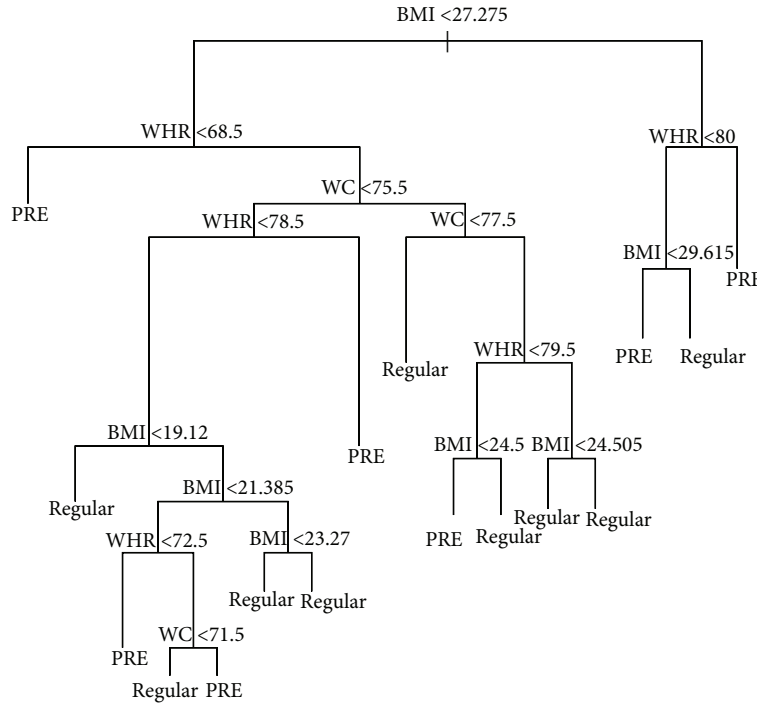 BMI <27.275
WHR <68.5
WHR <80
PRE
WC <75.5
WHR <78.5
WC <77.5
BMI <29.615
PRE
PRE
Regular
Regular
WHR <79.5
BMI <19.12
PRE
BMI <24.5
BMI <24.505
Regular
BMI <21.385
PRE
Regular
Regular
Regular
WHR <72.5
BMI <23.27
Regular
Regular
PRE
WC <71.5
Regular
PRE